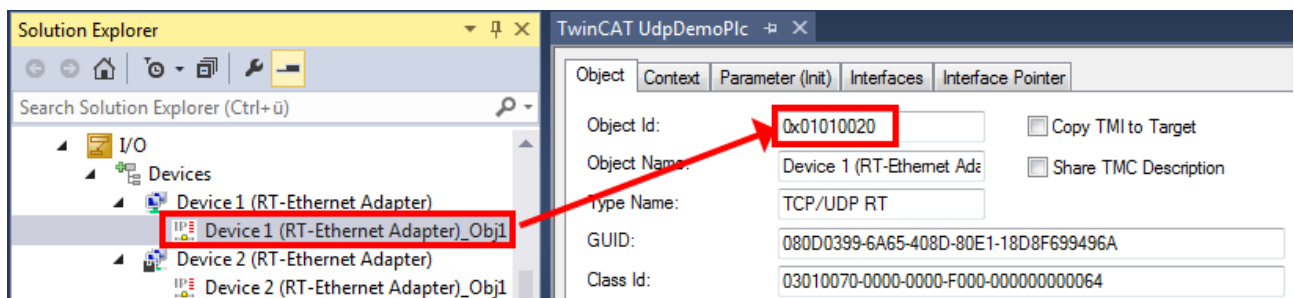 Solution Explorer
Search Solution Explorer (Ctrl+ü)
I/O
Devices
Device 1 (RT-Ethernet Adapter)
IP Device 1 (RT-Ethernet Adapter)_Obj1
Device 2 (RT-Ethernet Adapter)
IP Device 2 (RT-Ethernet Adapter)_Obj1
TwinCAT UdpDemoPlc
Object Context Parameter (Init) Interfaces Interface Pointer
Object Id: 0x01010020 Copy TMI to Target
Object Name: Device 1 (RT-Ethernet Ada Share TMC Description
Type Name: TCP/UDP RT
GUID: 080D0399-6A65-408D-80E1-18D8F699496A
Class Id: 03010070-0000-0000-F000-000000000064